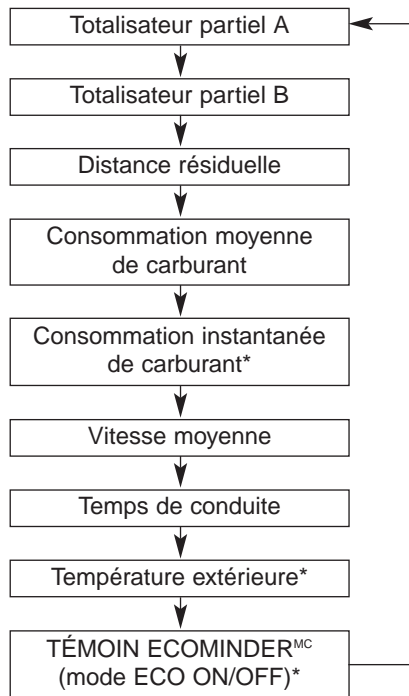 Totalisateur partiel A
Totalisateur partiel B
Distance résiduelle
Consommation moyenne
de carburant
Consommation instantanée
de carburant*
Vitesse moyenne
Temps de conduite
Température extérieure*
TÉMOIN ECOMINDERᴹᶜ
(mode ECO ON/OFF)*